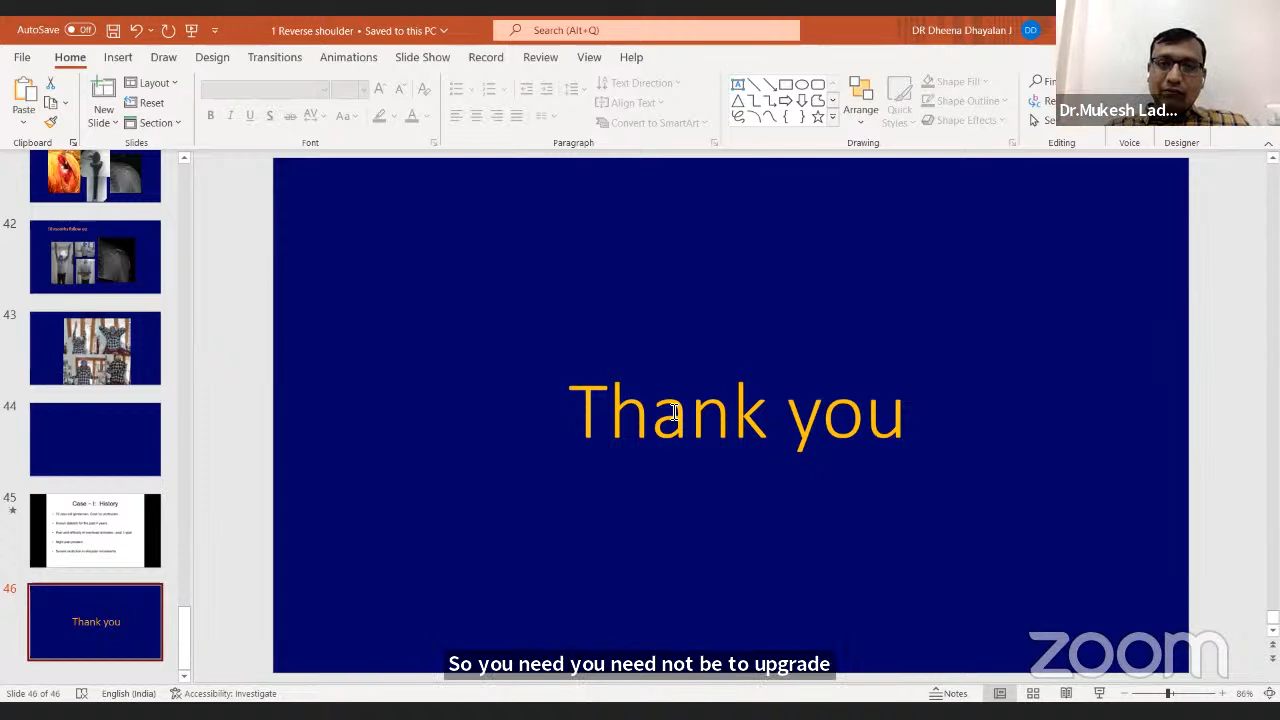 AutoSave Off
1 Reverse shoulder • Saved to this PC
Search (Alt+Q)
DR Dheena Dhayalan J DD
File Home Insert Draw Design Transitions Animations Slide Show Record Review View Help
Paste
New
Slide
Layout
Reset
Section
Text Direction
Align Text
Convert to SmartArt
Arrange
Quick
Styles
Shape Fill
Shape Outline
Shape Effects
Dr.Mukesh Lad...
Clipboard Slides Font Paragraph Drawing Editing Voice Designer
42
43
44
45
Case – I: History
46
Thank you
Thank you
So you need you need not be to upgrade
zoom
Slide 46 of 46 English (India) Accessibility: Investigate Notes 86%